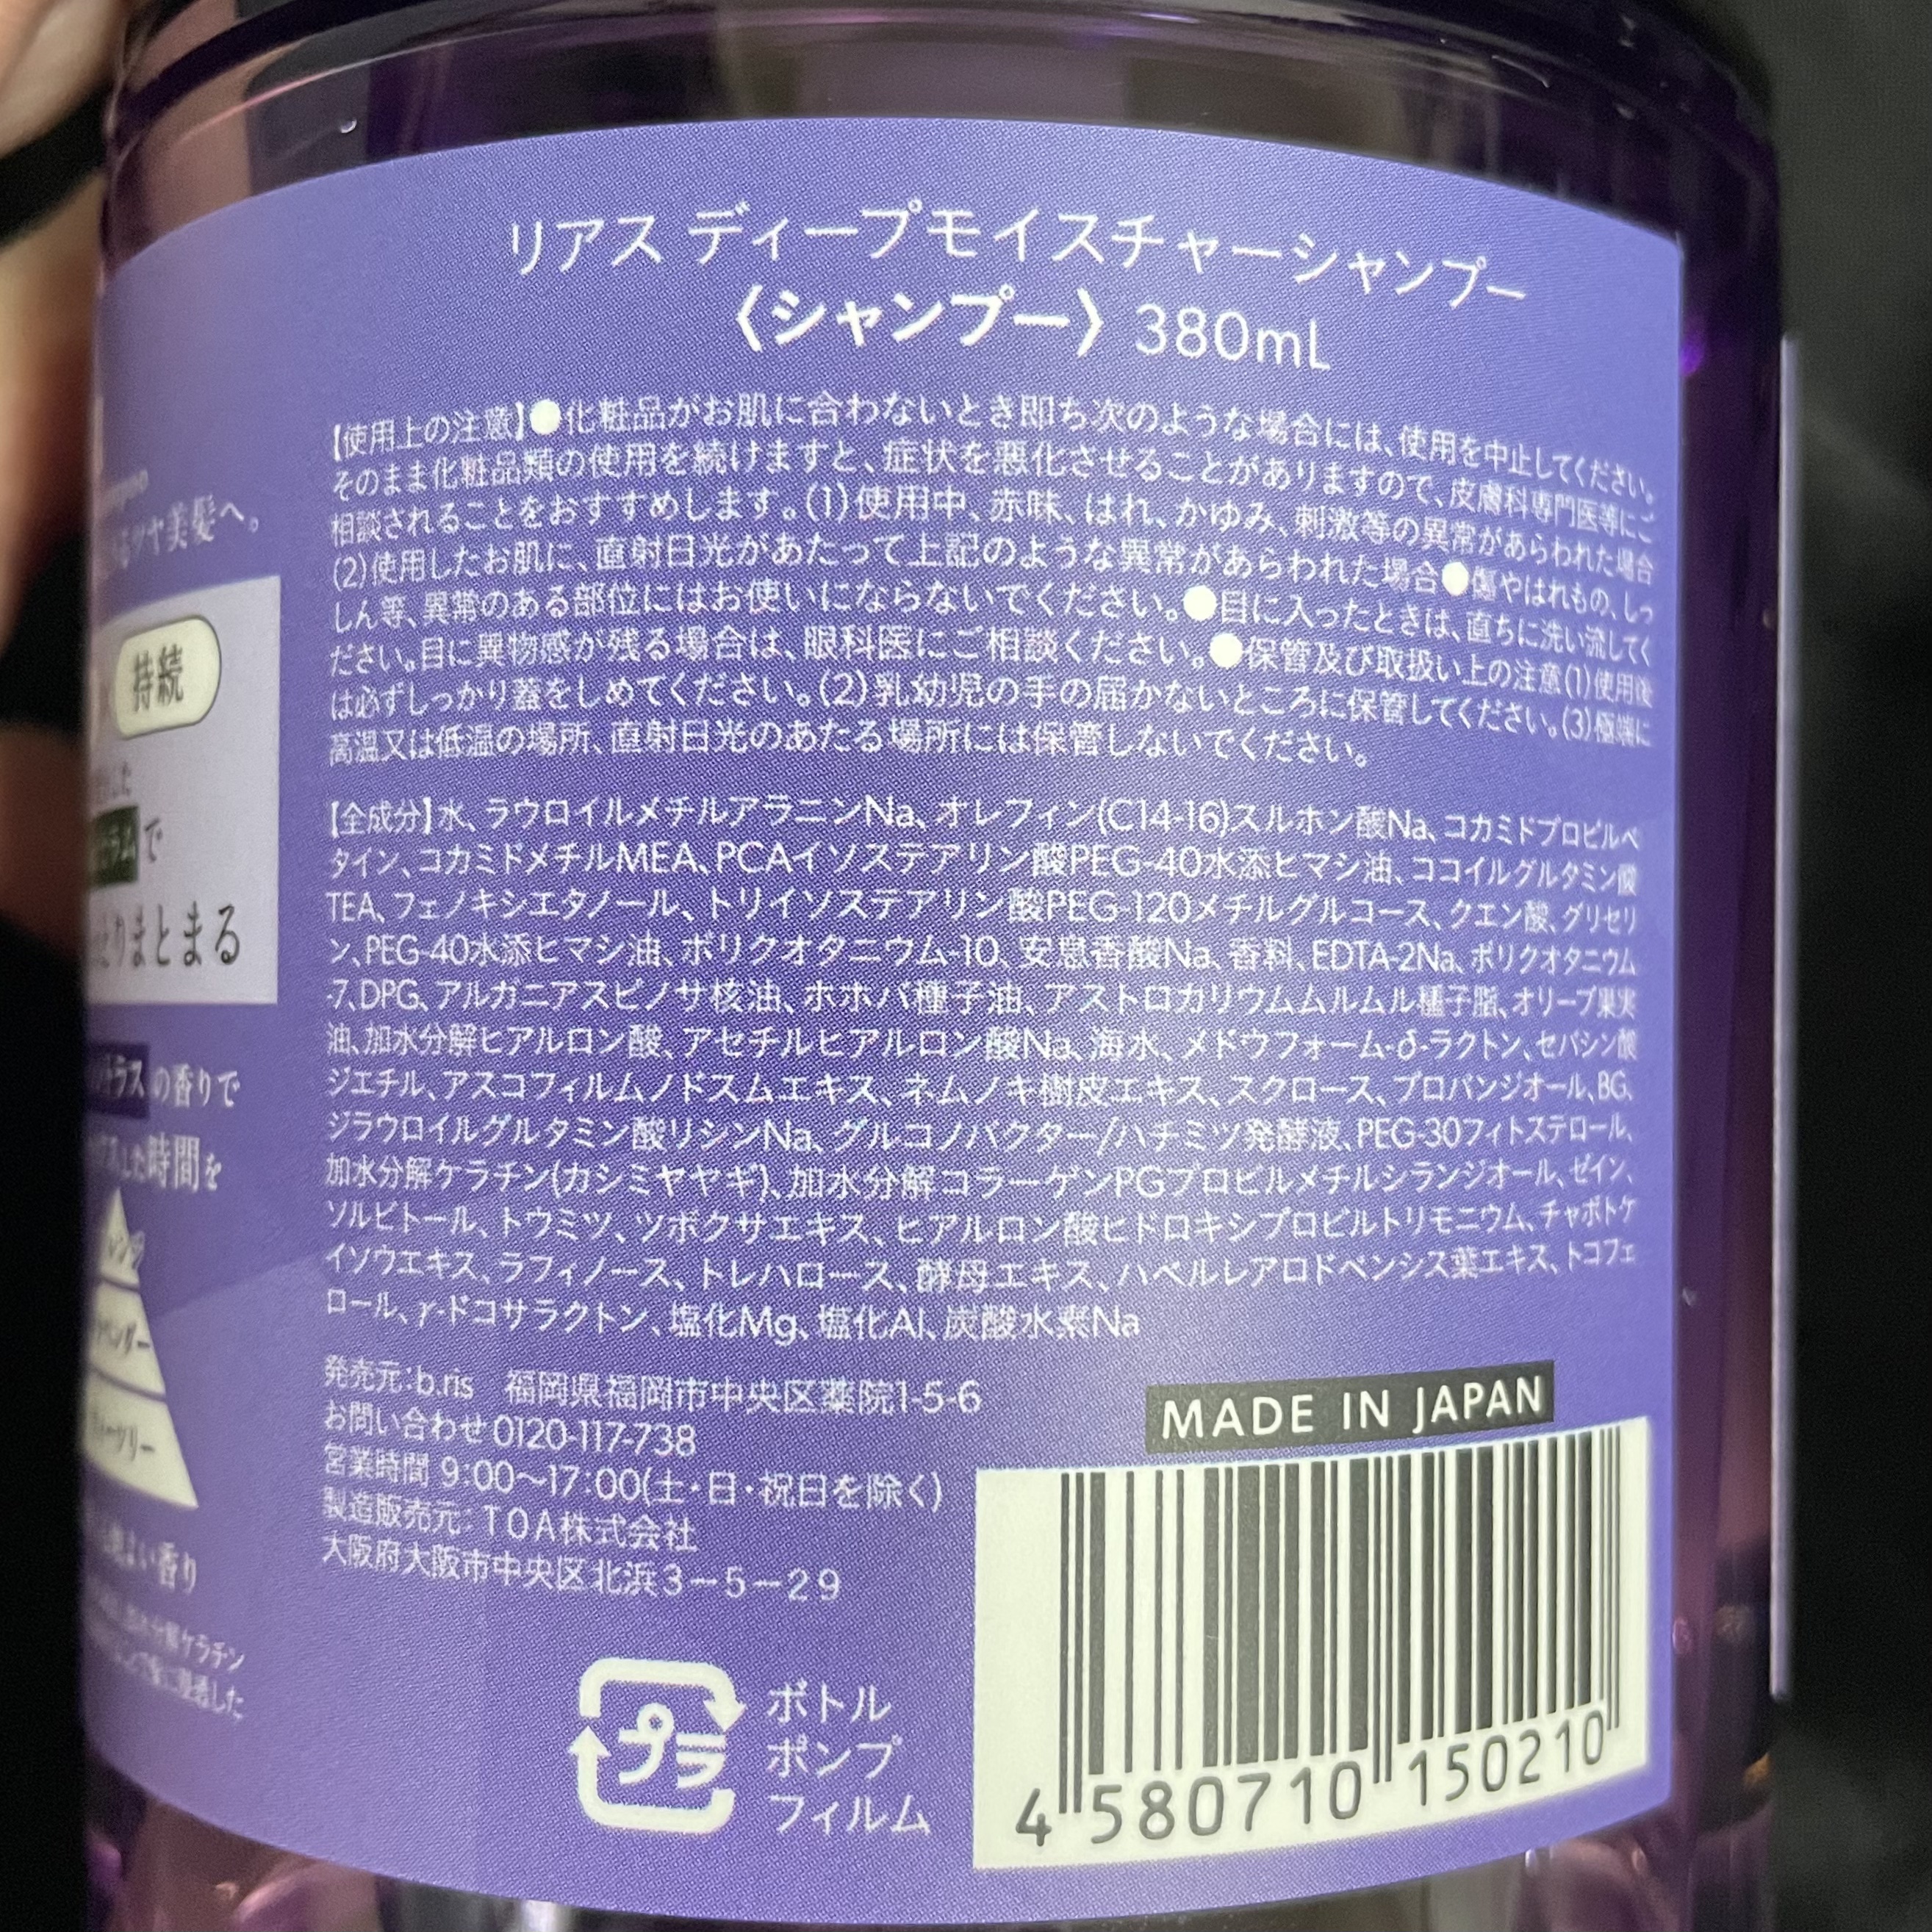 リアス ディープモイスチャーシャンプー
〈シャンプー〉380mL
【使用上の注意】●化粧品がお肌に合わないとき即ち次のような場合には、使用を中止してください。
そのまま化粧品類の使用を続けますと、症状を悪化させることがありますので、皮膚科専門医等にご
相談されることをおすすめします。(1)使用中、赤味、はれ、かゆみ、刺激等の異常があらわれた場合
(2)使用したお肌に、直射日光があたって上記のような異常があらわれた場合●傷やはれもの、しっ
しん等、異常のある部位にはお使いにならないでください。●目に入ったときは、直ちに洗い流してく
ださい。目に異物感が残る場合は、眼科医にご相談ください。●保管及び取扱い上の注意(1)使用後
は必ずしっかり蓋をしめてください。(2)乳幼児の手の届かないところに保管してください。(3)極端に
高温又は低温の場所、直射日光のあたる場所には保管しないでください。
【全成分】水、ラウロイルメチルアラニンNa、オレフィン(C14-16)スルホン酸Na、コカミドプロピルベ
タイン、コカミドメチルMEA、PCAイソステアリン酸PEG-40水添ヒマシ油、ココイルグルタミン酸
TEA、フェノキシエタノール、トリイソステアリン酸PEG-120メチルグルコース、クエン酸、グリセリ
ン、PEG-40水添ヒマシ油、ポリクオタニウム-10、安息香酸Na、香料、EDTA-2Na、ポリクオタニウム
-7、DPG、アルガニアスピノサ核油、ホホバ種子油、アストロカリウムムルムル種子脂、オリーブ果実
油、加水分解ヒアルロン酸、アセチルヒアルロン酸Na、海水、メドウフォーム-δ-ラクトン、セバシン酸
ジエチル、アスコフィルムノドスムエキス、ネムノキ樹皮エキス、スクロース、プロパンジオール、BG、
ジラウロイルグルタミン酸リシンNa、グルコノバクター/ハチミツ発酵液、PEG-30フィトステロール、
加水分解ケラチン(カシミヤヤギ)、加水分解コラーゲンPGプロピルメチルシランジオール、ゼイン、
ソルビトール、トウミツ、ツボクサエキス、ヒアルロン酸ヒドロキシプロピルトリモニウム、チャボトケ
イソウエキス、ラフィノース、トレハロース、酵母エキス、ハベルレアロドペンシス葉エキス、トコフェ
ロール、γ-ドコサラクトン、塩化Mg、塩化Al、炭酸水素Na
発売元:b.ris 福岡県福岡市中央区薬院1-5-6
お問い合わせ 0120-117-738
営業時間 9:00〜17:00(土・日・祝日を除く)
製造販売元:TOA株式会社
大阪府大阪市中央区北浜3-5-29
MADE IN JAPAN
プラ
ボトル
ポンプ
フィルム
4 580710 150210
ツヤ美髪へ。
持続
で
まとまる
の香りで
時間を
香り